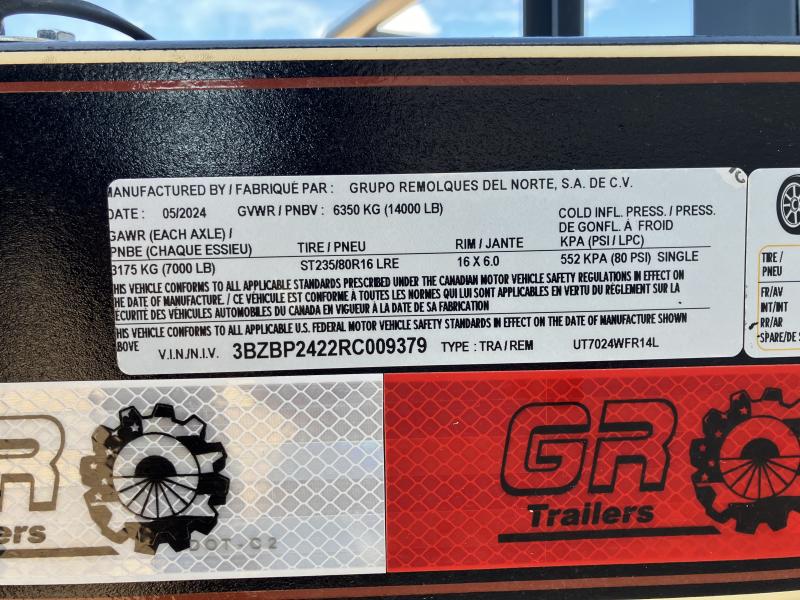 MANUFACTURED BY / FABRIQUÉ PAR : GRUPO REMOLQUES DEL NORTE, S.A. DE C.V.
DATE : 05/2024 GVWR / PNBV : 6350 KG (14000 LB)
GAWR (EACH AXLE) / PNBE (CHAQUE ESSIEU) TIRE / PNEU RIM / JANTE COLD INFL. PRESS. / PRESS. DE GONFL. À FROID KPA (PSI / LPC)
3175 KG (7000 LB) ST235/80R16 LRE 16 X 6.0 552 KPA (80 PSI) SINGLE
THIS VEHICLE CONFORMS TO ALL APPLICABLE STANDARDS PRESCRIBED UNDER THE CANADIAN MOTOR VEHICLE SAFETY REGULATIONS IN EFFECT ON
THE DATE OF MANUFACTURE. / CE VÉHICULE EST CONFORME À TOUTES LES NORMES QUI LUI SONT APPLICABLES EN VERTU DU RÈGLEMENT SUR LA
SÉCURITÉ DES VÉHICULES AUTOMOBILES DU CANADA EN VIGUEUR À LA DATE DE SA FABRICATION
THIS VEHICLE CONFORMS TO ALL APPLICABLE U.S. FEDERAL MOTOR VEHICLE SAFETY STANDARDS IN EFFECT ON THE DATE OF MANUFACTURE SHOWN
ABOVE
V.I.N./N.I.V. 3BZBP2422RC009379 TYPE : TRA / REM UT7024WFR14L
TIRE /
PNEU
FR/AV
INT/INT
RR/AR
SPARE/DE S
R
lers
DOT-C2
GR
Trailers